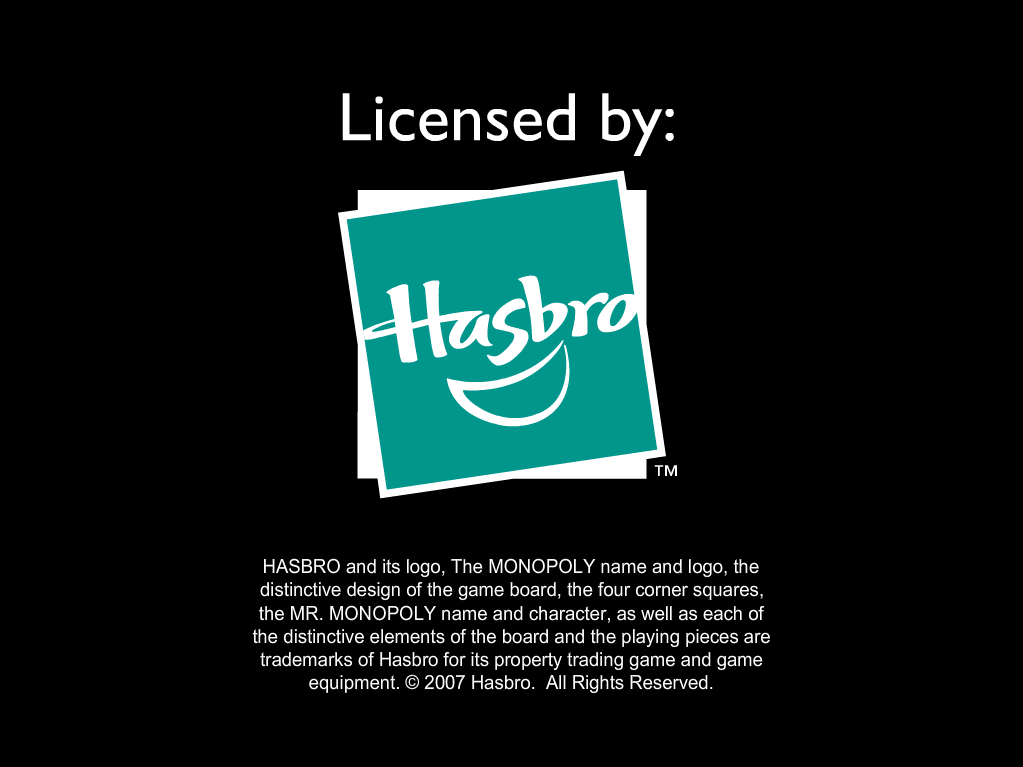 Licensed by:
Hasbro
TM
HASBRO and its logo, The MONOPOLY name and logo, the
distinctive design of the game board, the four corner squares,
the MR. MONOPOLY name and character, as well as each of
the distinctive elements of the board and the playing pieces are
trademarks of Hasbro for its property trading game and game
equipment. © 2007 Hasbro.  All Rights Reserved.